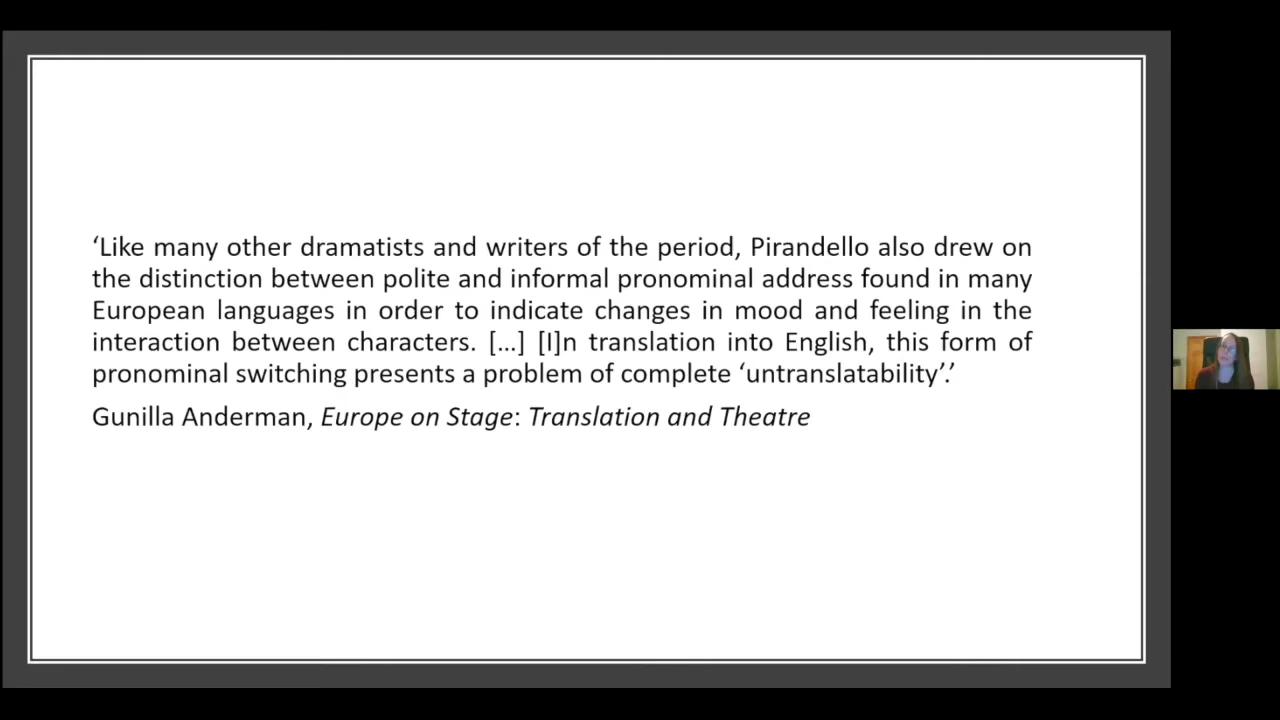 ‘Like many other dramatists and writers of the period, Pirandello also drew on
the distinction between polite and informal pronominal address found in many
European languages in order to indicate changes in mood and feeling in the
interaction between characters. [...] [I]n translation into English, this form of
pronominal switching presents a problem of complete ‘untranslatability’.’
Gunilla Anderman, Europe on Stage: Translation and Theatre